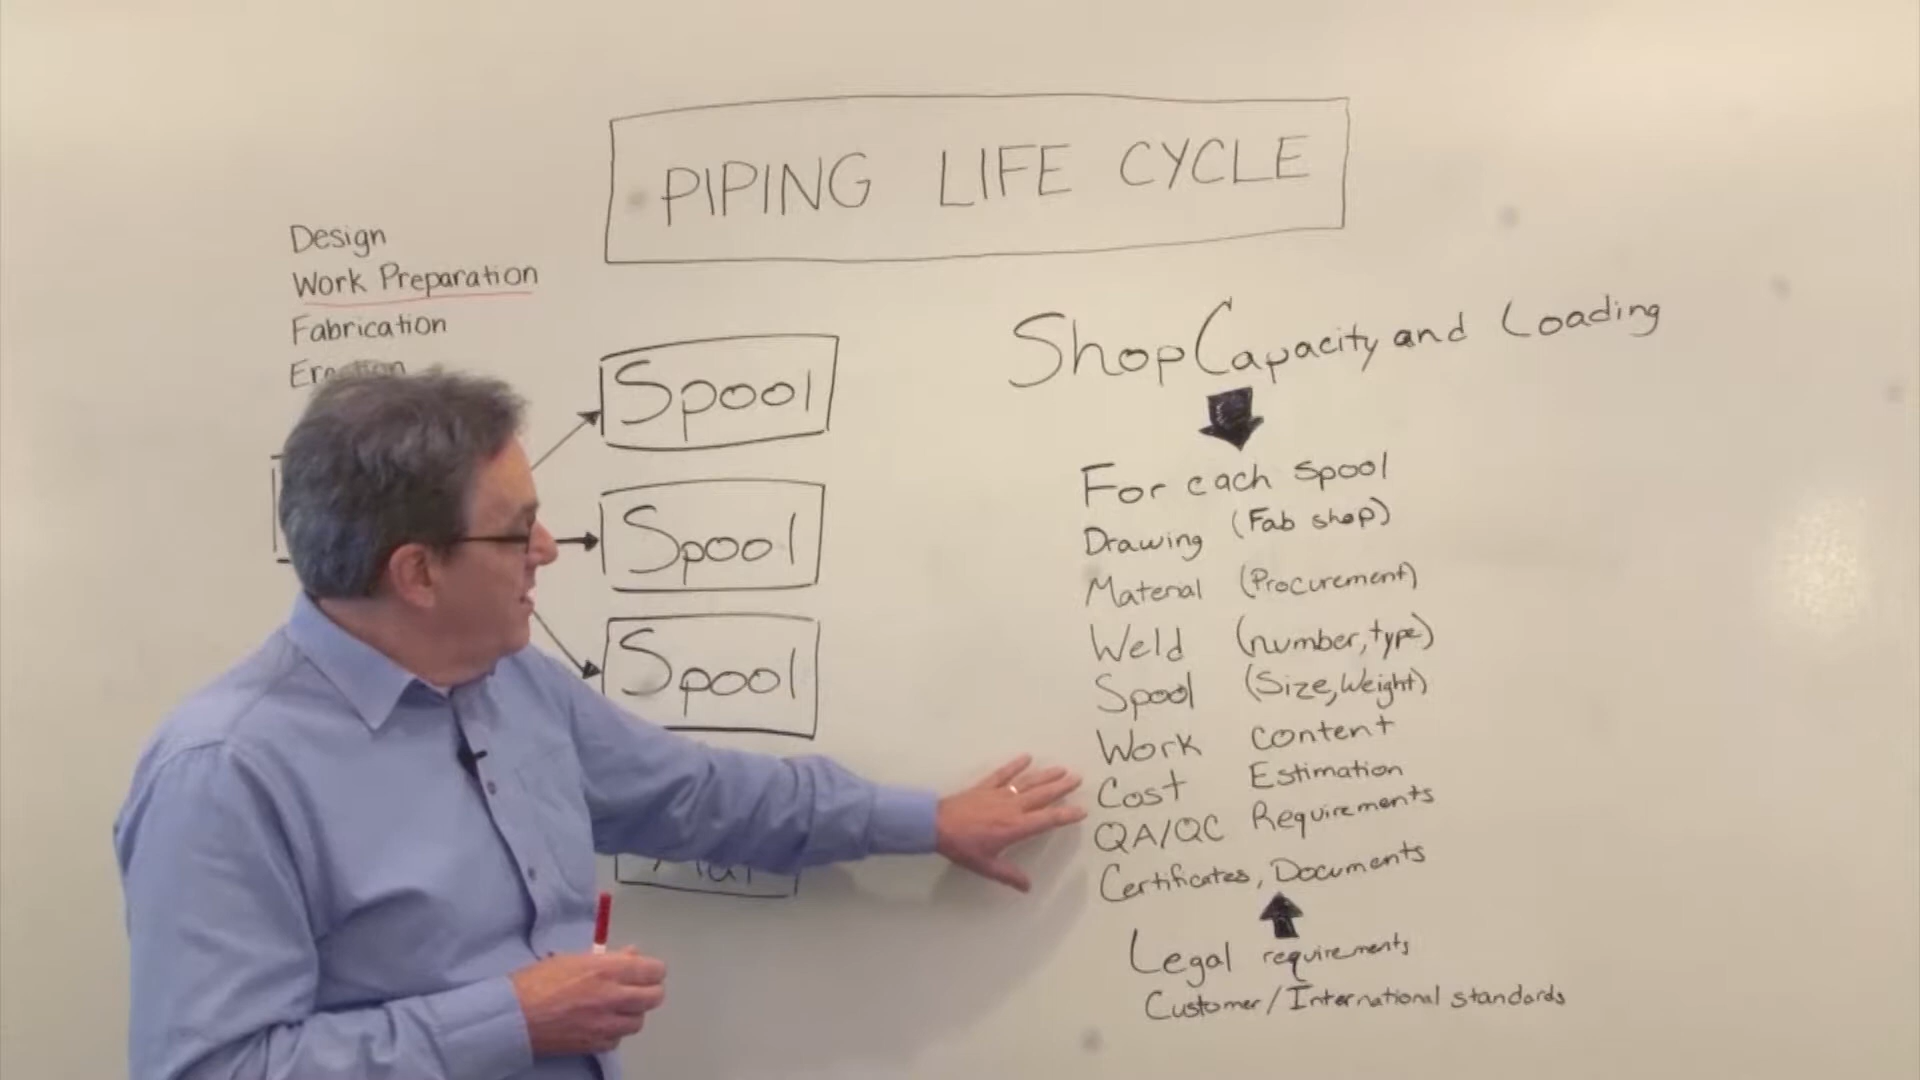 PIPING LIFE CYCLE
Design
Work Preparation
Fabrication
Erection
Spool
Spool
Spool
Shop Capacity and Loading
For each spool
Drawing (Fab shop)
Material (Procurement)
Weld (number, type)
Spool (Size, Weight)
Work Content
Cost Estimation
QA/QC Requirements
Certificates, Documents
Legal requirements
Customer/International standards